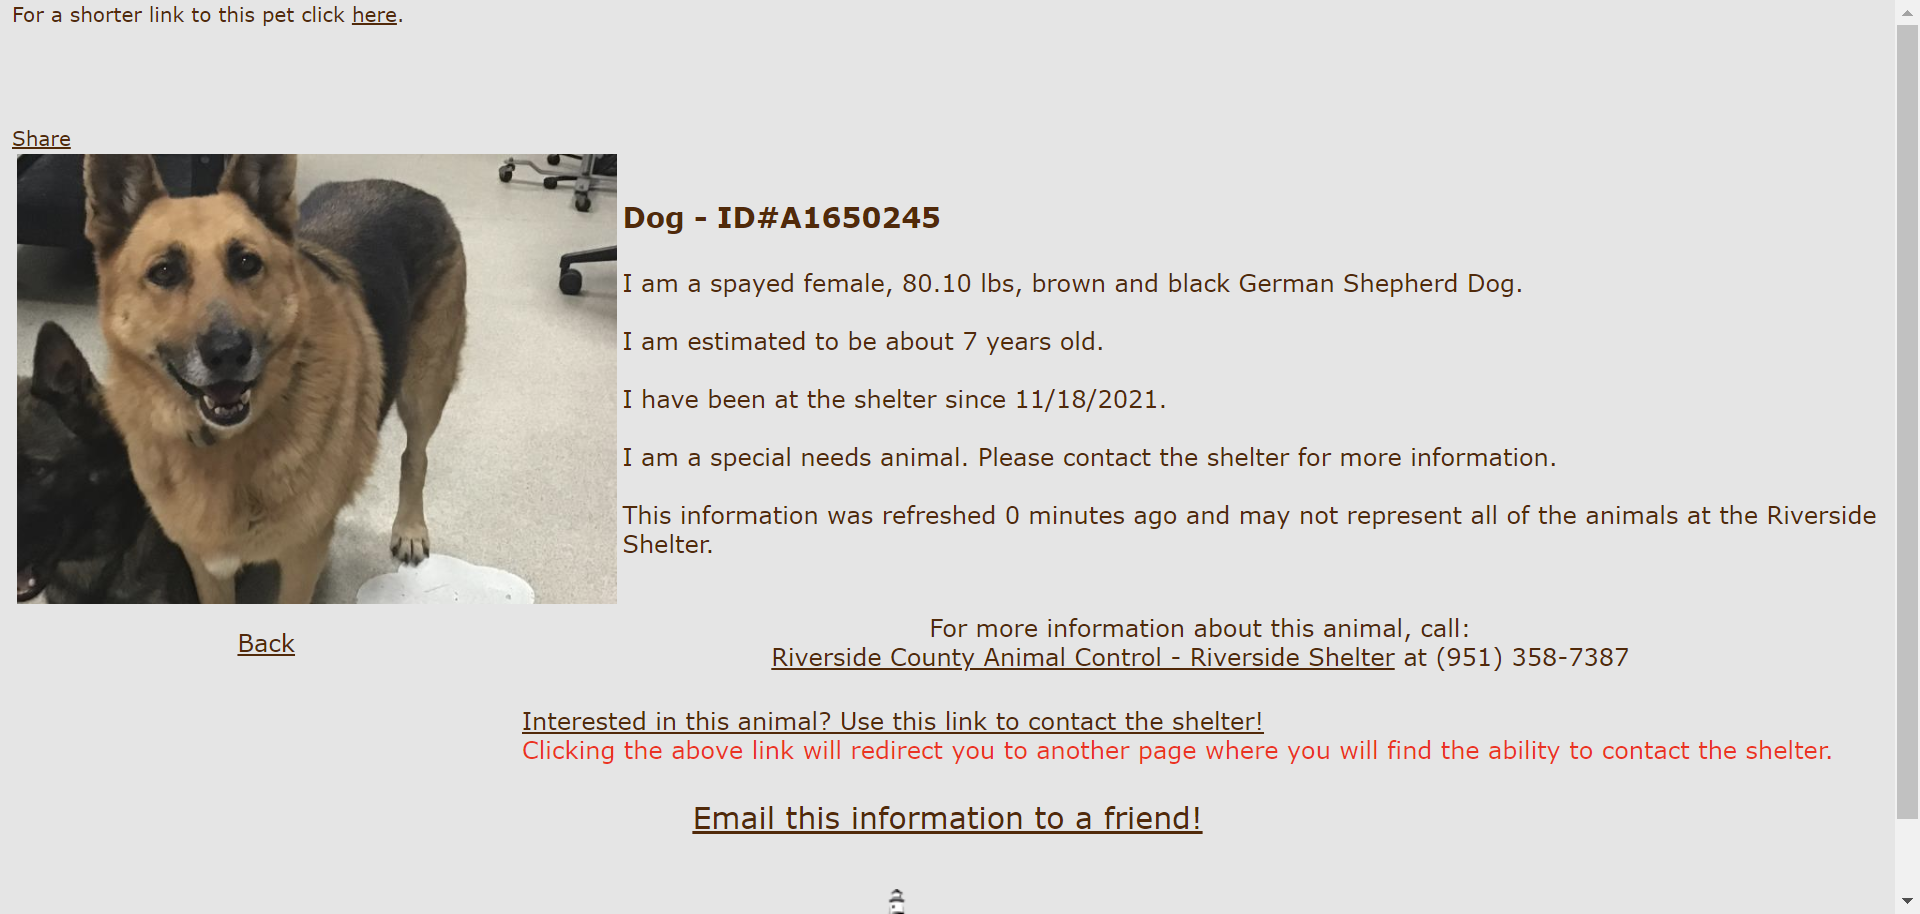 For a shorter link to this pet click here.
Share
Dog - ID#A1650245
I am a spayed female, 80.10 lbs, brown and black German Shepherd Dog.
I am estimated to be about 7 years old.
I have been at the shelter since 11/18/2021.
I am a special needs animal. Please contact the shelter for more information.
This information was refreshed 0 minutes ago and may not represent all of the animals at the Riverside
Shelter.
Back
For more information about this animal, call:
Riverside County Animal Control - Riverside Shelter at (951) 358-7387
Interested in this animal? Use this link to contact the shelter!
Clicking the above link will redirect you to another page where you will find the ability to contact the shelter.
Email this information to a friend!